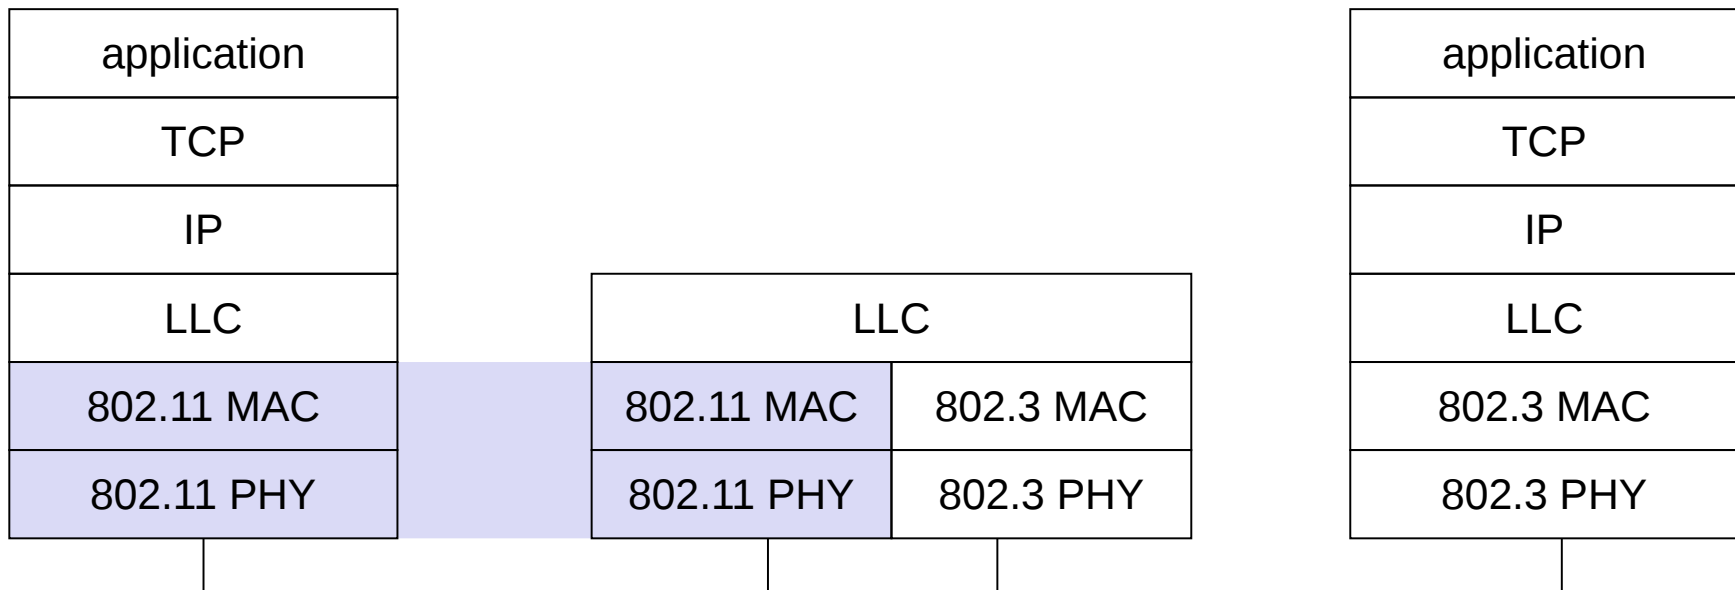 application
TCP
IP
LLC
802.11 MAC
802.11 PHY
LLC
802.11 MAC
802.3 MAC
802.11 PHY
802.3 PHY
application
TCP
IP
LLC
802.3 MAC
802.3 PHY